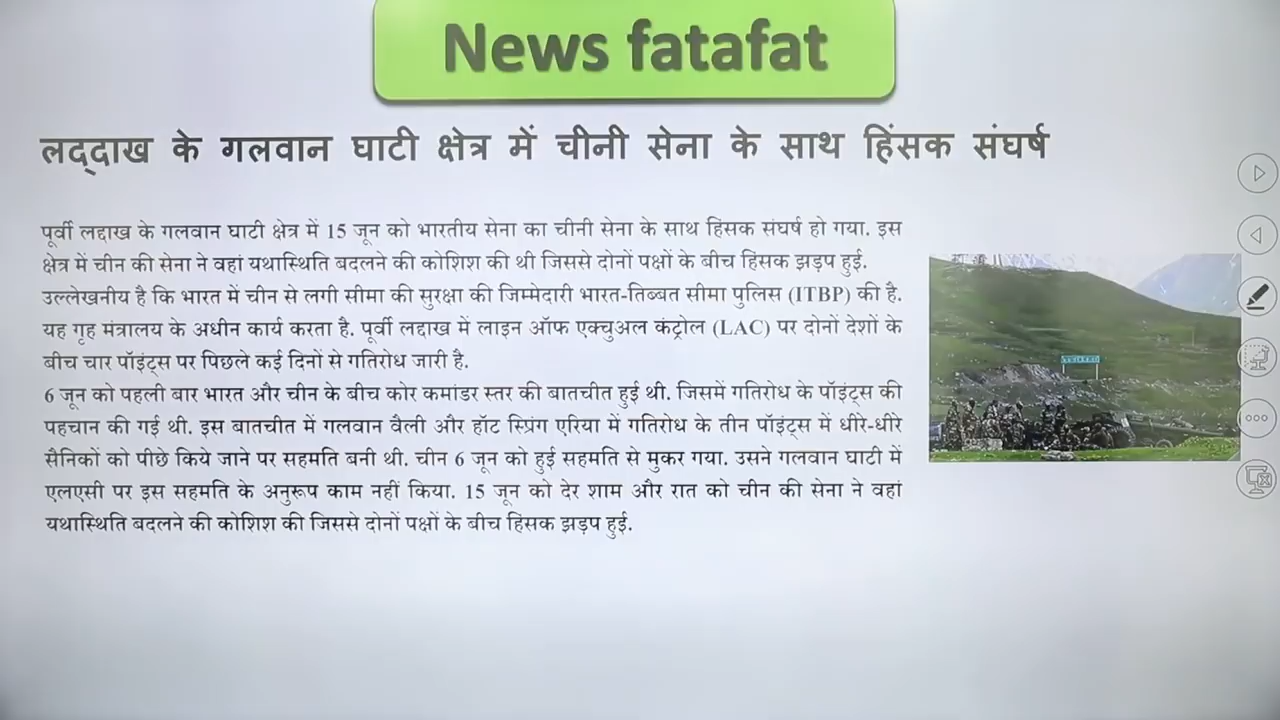 News fatafat
लद्दाख के गलवान घाटी क्षेत्र में चीनी सेना के साथ हिंसक संघर्ष
पूर्वी लद्दाख के गलवान घाटी क्षेत्र में 15 जून को भारतीय सेना का चीनी सेना के साथ हिंसक संघर्ष हो गया. इस
क्षेत्र में चीन की सेना ने वहां यथास्थिति बदलने की कोशिश की थी जिससे दोनों पक्षों के बीच हिंसक झड़प हुई.
उल्लेखनीय है कि भारत में चीन से लगी सीमा की सुरक्षा की जिम्मेदारी भारत-तिब्बत सीमा पुलिस (ITBP) की है.
यह गृह मंत्रालय के अधीन कार्य करता है. पूर्वी लद्दाख में लाइन ऑफ एक्चुअल कंट्रोल (LAC) पर दोनों देशों के
बीच चार पॉइंट्स पर पिछले कई दिनों से गतिरोध जारी है.
6 जून को पहली बार भारत और चीन के बीच कोर कमांडर स्तर की बातचीत हुई थी. जिसमें गतिरोध के पॉइंट्स की
पहचान की गई थी. इस बातचीत में गलवान वैली और हॉट स्प्रिंग एरिया में गतिरोध के तीन पॉइंट्स में धीरे-धीरे
सैनिकों को पीछे किये जाने पर सहमति बनी थी. चीन 6 जून को हुई सहमति से मुकर गया. उसने गलवान घाटी में
एलएसी पर इस सहमति के अनुरूप काम नहीं किया. 15 जून को देर शाम और रात को चीन की सेना ने वहां
यथास्थिति बदलने की कोशिश की जिससे दोनों पक्षों के बीच हिंसक झड़प हुई.